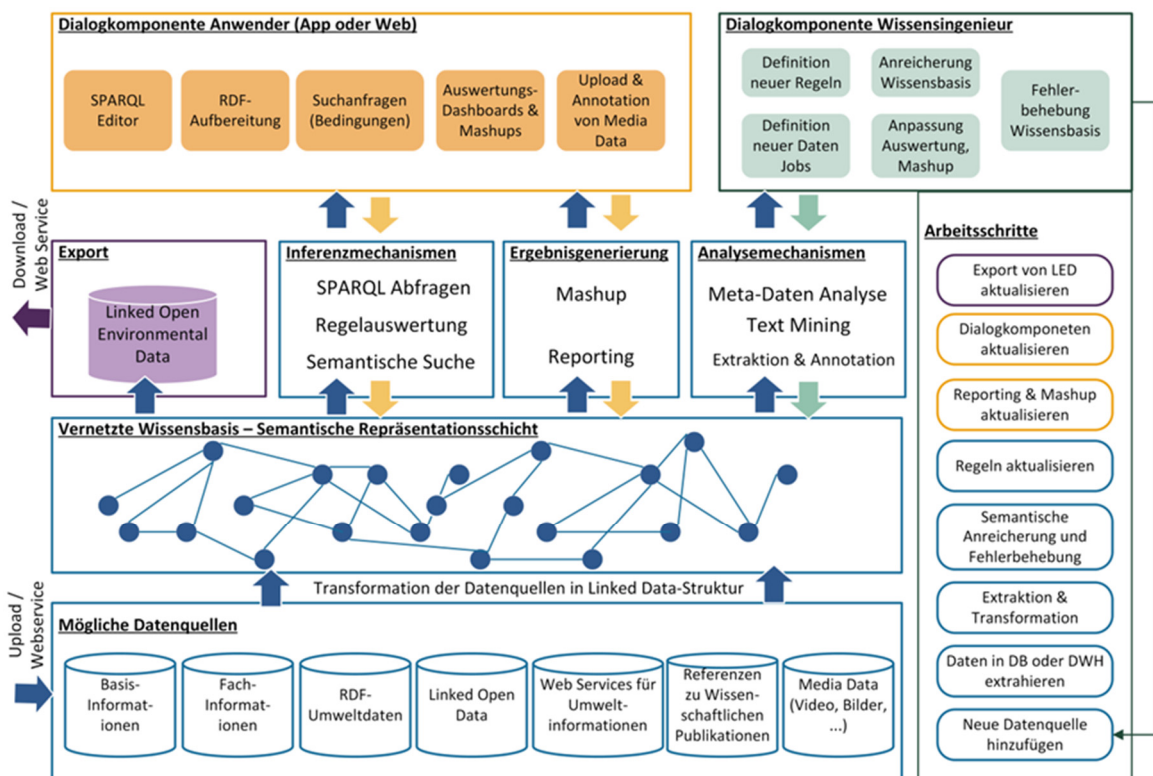 Dialogkomponente Anwender (App oder Web)
SPARQL
Editor
RDF-
Aufbereitung
Suchanfragen
(Bedingungen)
Auswertungs-
Dashboards &
Mashups
Upload &
Annotation
von Media
Data
Dialogkomponente Wissensingenieur
Definition
neuer Regeln
Anreicherung
Wissensbasis
Fehler-
behebung
Wissensbasis
Definition
neuer Daten
Jobs
Anpassung
Auswertung,
Mashup
Download /
Web Service
Export
Linked Open
Environmental
Data
Inferenzmechanismen
SPARQL Abfragen
Regelauswertung
Semantische Suche
Ergebnisgenerierung
Mashup
Reporting
Analysemechanismen
Meta-Daten Analyse
Text Mining
Extraktion & Annotation
Vernetzte Wissensbasis – Semantische Repräsentationsschicht
Transformation der Datenquellen in Linked Data-Struktur
Upload /
Webservice
Mögliche Datenquellen
Basis-
Informat-
ionen
Fach-
Informat-
ionen
RDF-
Umweltdaten
Linked Open
Data
Web Services für
Umwelt-
informationen
Referenzen
zu Wissen-
schaftlichen
Publikationen
Media Data
(Video, Bilder,
...)
Arbeitsschritte
Export von LED
aktualisieren
Dialogkomponeten
aktualisieren
Reporting & Mashup
aktualisieren
Regeln aktualisieren
Semantische
Anreicherung und
Fehlerbehebung
Extraktion &
Transformation
Daten in DB oder DWH
extrahieren
Neue Datenquelle
hinzufügen